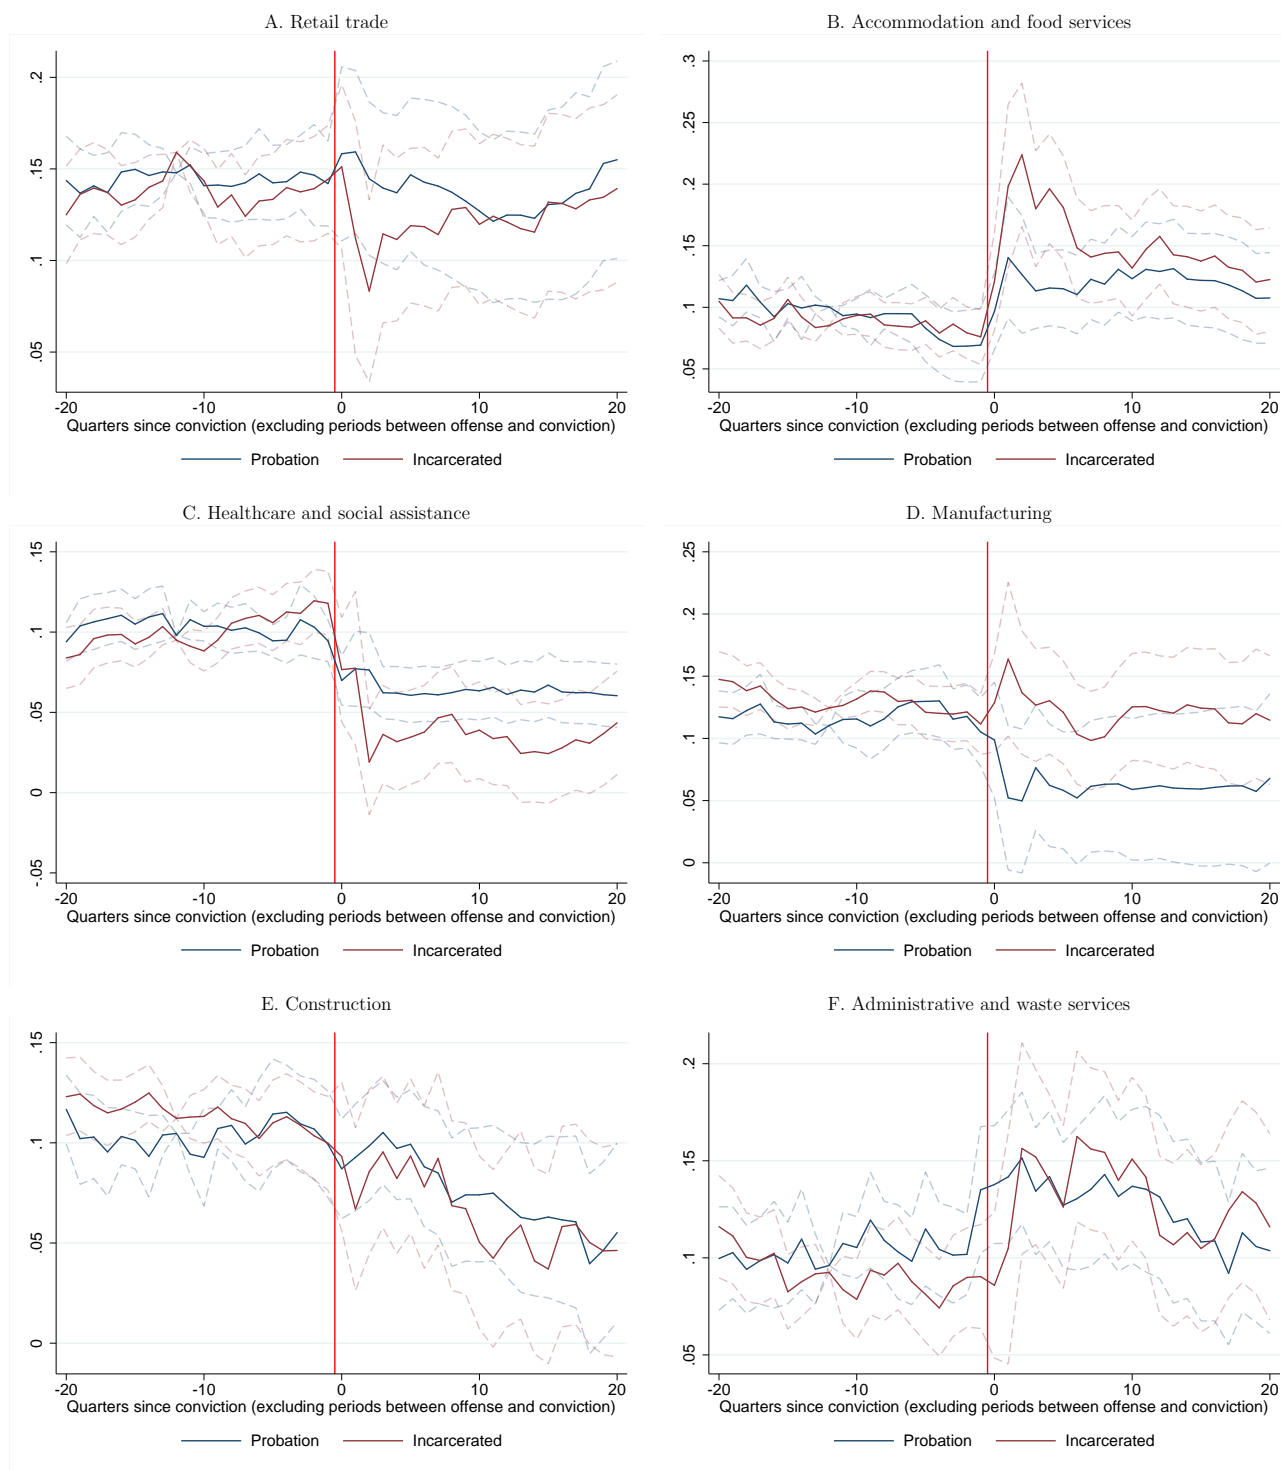 A. Retail trade
.2
.15
.1
.05
-20 -10 0 10 20
Quarters since conviction (excluding periods between offense and conviction)
Probation Incarcerated
B. Accommodation and food services
.3
.25
.2
.15
.1
.05
-20 -10 0 10 20
Quarters since conviction (excluding periods between offense and conviction)
Probation Incarcerated
C. Healthcare and social assistance
.15
.1
.05
0
-.05
-20 -10 0 10 20
Quarters since conviction (excluding periods between offense and conviction)
Probation Incarcerated
D. Manufacturing
.25
.2
.15
.1
.05
0
-20 -10 0 10 20
Quarters since conviction (excluding periods between offense and conviction)
Probation Incarcerated
E. Construction
.15
.1
.05
0
-20 -10 0 10 20
Quarters since conviction (excluding periods between offense and conviction)
Probation Incarcerated
F. Administrative and waste services
.2
.15
.1
.05
-20 -10 0 10 20
Quarters since conviction (excluding periods between offense and conviction)
Probation Incarcerated